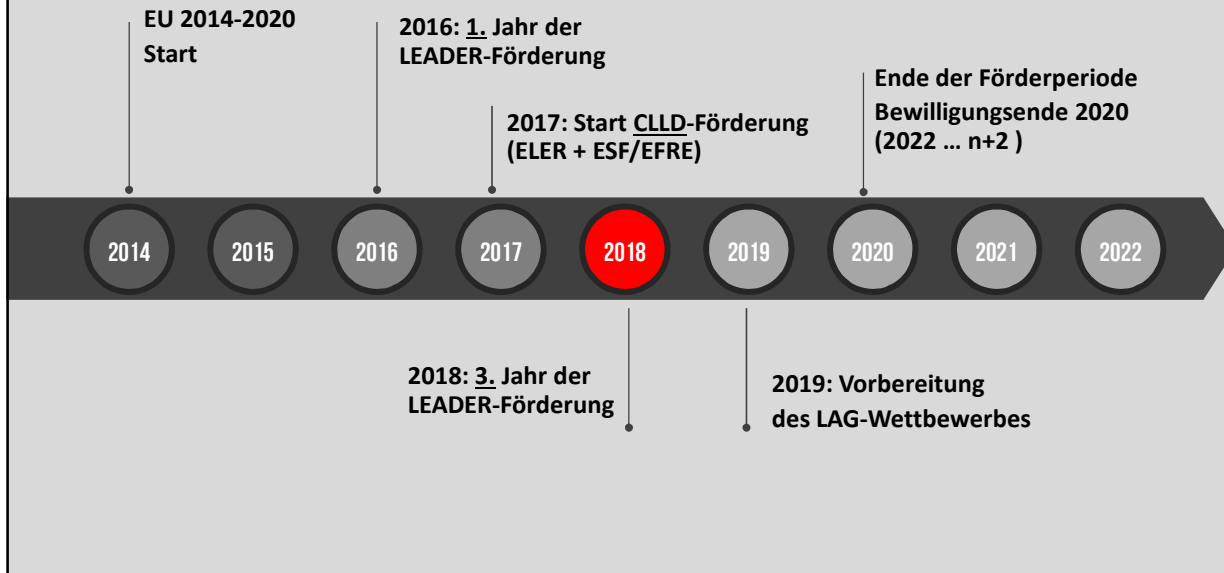 EU 2014-2020
Start
2016: 1. Jahr der
LEADER-Förderung
2017: Start CLLD-Förderung
(ELER + ESF/EFRE)
Ende der Förderperiode
Bewilligungsende 2020
(2022 ... n+2 )
2014 2015 2016 2017 2018 2019 2020 2021 2022
2018: 3. Jahr der
LEADER-Förderung
2019: Vorbereitung
des LAG-Wettbewerbes